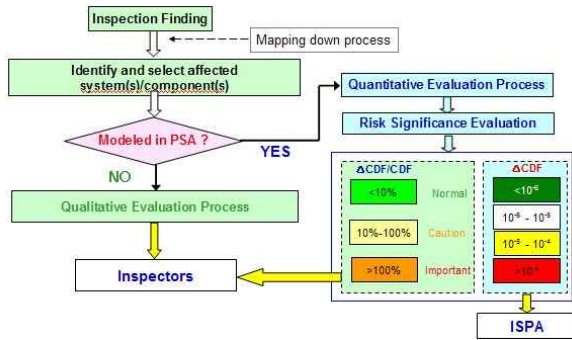 Inspection Finding
Mapping down process
Identify and select affected
system(s)/component(s)
Modeled in PSA ?
YES
NO
Qualitative Evaluation Process
Inspectors
Quantitative Evaluation Process
Risk Significance Evaluation
ΔCDF/CDF
<10%
Normal
10%-100%
Caution
>100%
Important
ΔCDF
<10⁻⁶
10⁻⁶ - 10⁻⁵
10⁻⁵ - 10⁻⁴
>10⁻⁴
ISPA